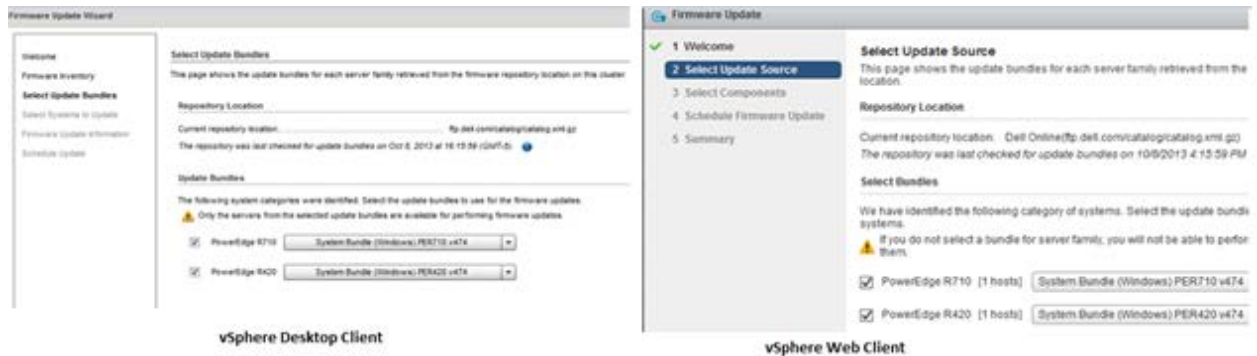 Firmware Update Wizard
Welcome
Firmware Inventory
Select Update Bundles
Select Systems to Update
Firmware Update Information
Schedule Update
Select Update Bundles
This page shows the update bundles for each server family retrieved from the firmware repository location on this cluster
Repository Location
Current repository location: ftp.dell.com/catalog/catalog.xml.gz
The repository was last checked for update bundles on Oct 8, 2013 at 16:15:59 (GMT-5).
Update Bundles
The following system categories were identified. Select the update bundles to use for the firmware updates.
Only the servers from the selected update bundles are available for performing firmware updates.
PowerEdge R710 System Bundle (Windows) PER710 v474
PowerEdge R420 System Bundle (Windows) PER420 v474
vSphere Desktop Client
Firmware Update
1 Welcome
2 Select Update Source
3 Select Components
4 Schedule Firmware Update
5 Summary
Select Update Source
This page shows the update bundles for each server family retrieved from the
location.
Repository Location
Current repository location: Dell Online(ftp.dell.com/catalog/catalog.xml.gz)
The repository was last checked for update bundles on 10/8/2013 4:15:59 PM
Select Bundles
We have identified the following category of systems. Select the update bundl
systems.
If you do not select a bundle for server family, you will not be able to perfor
them.
PowerEdge R710 [1 hosts] System Bundle (Windows) PER710 v474
PowerEdge R420 [1 hosts] System Bundle (Windows) PER420 v474
vSphere Web Client